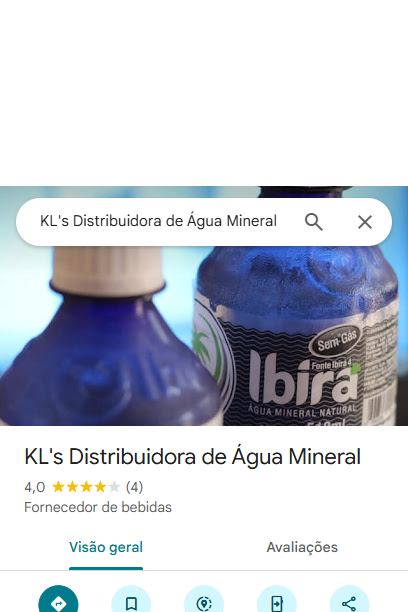 KL's Distribuidora de Água Mineral
Sem Gás
Fonte Ibirá 4
Ibirá
ÁGUA MINERAL NATURAL
KL's Distribuidora de Água Mineral
4,0 (4)
Fornecedor de bebidas
Visão geral
Avaliações